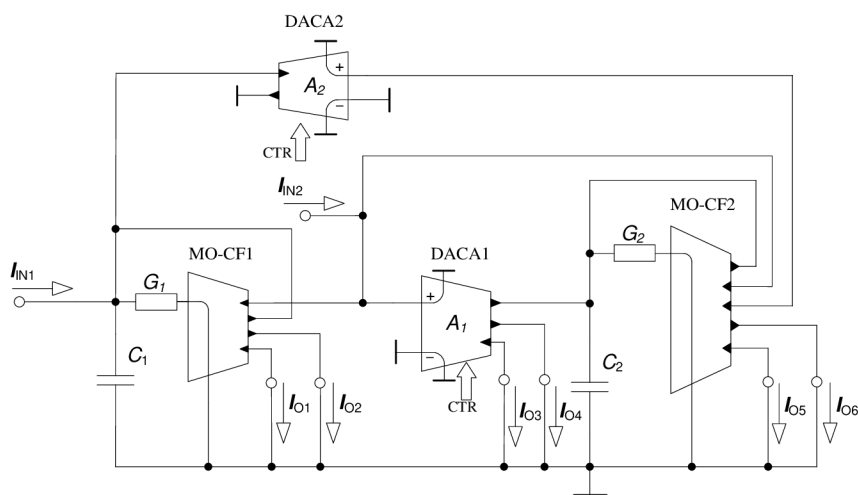 DACA2
+
A2
−
CTR
IIN2
MO-CF2
MO-CF1
DACA1
G2
IIN1
G1
+
A1
C1
−
C2
CTR
IO1
IO2
IO3
IO4
IO5
IO6